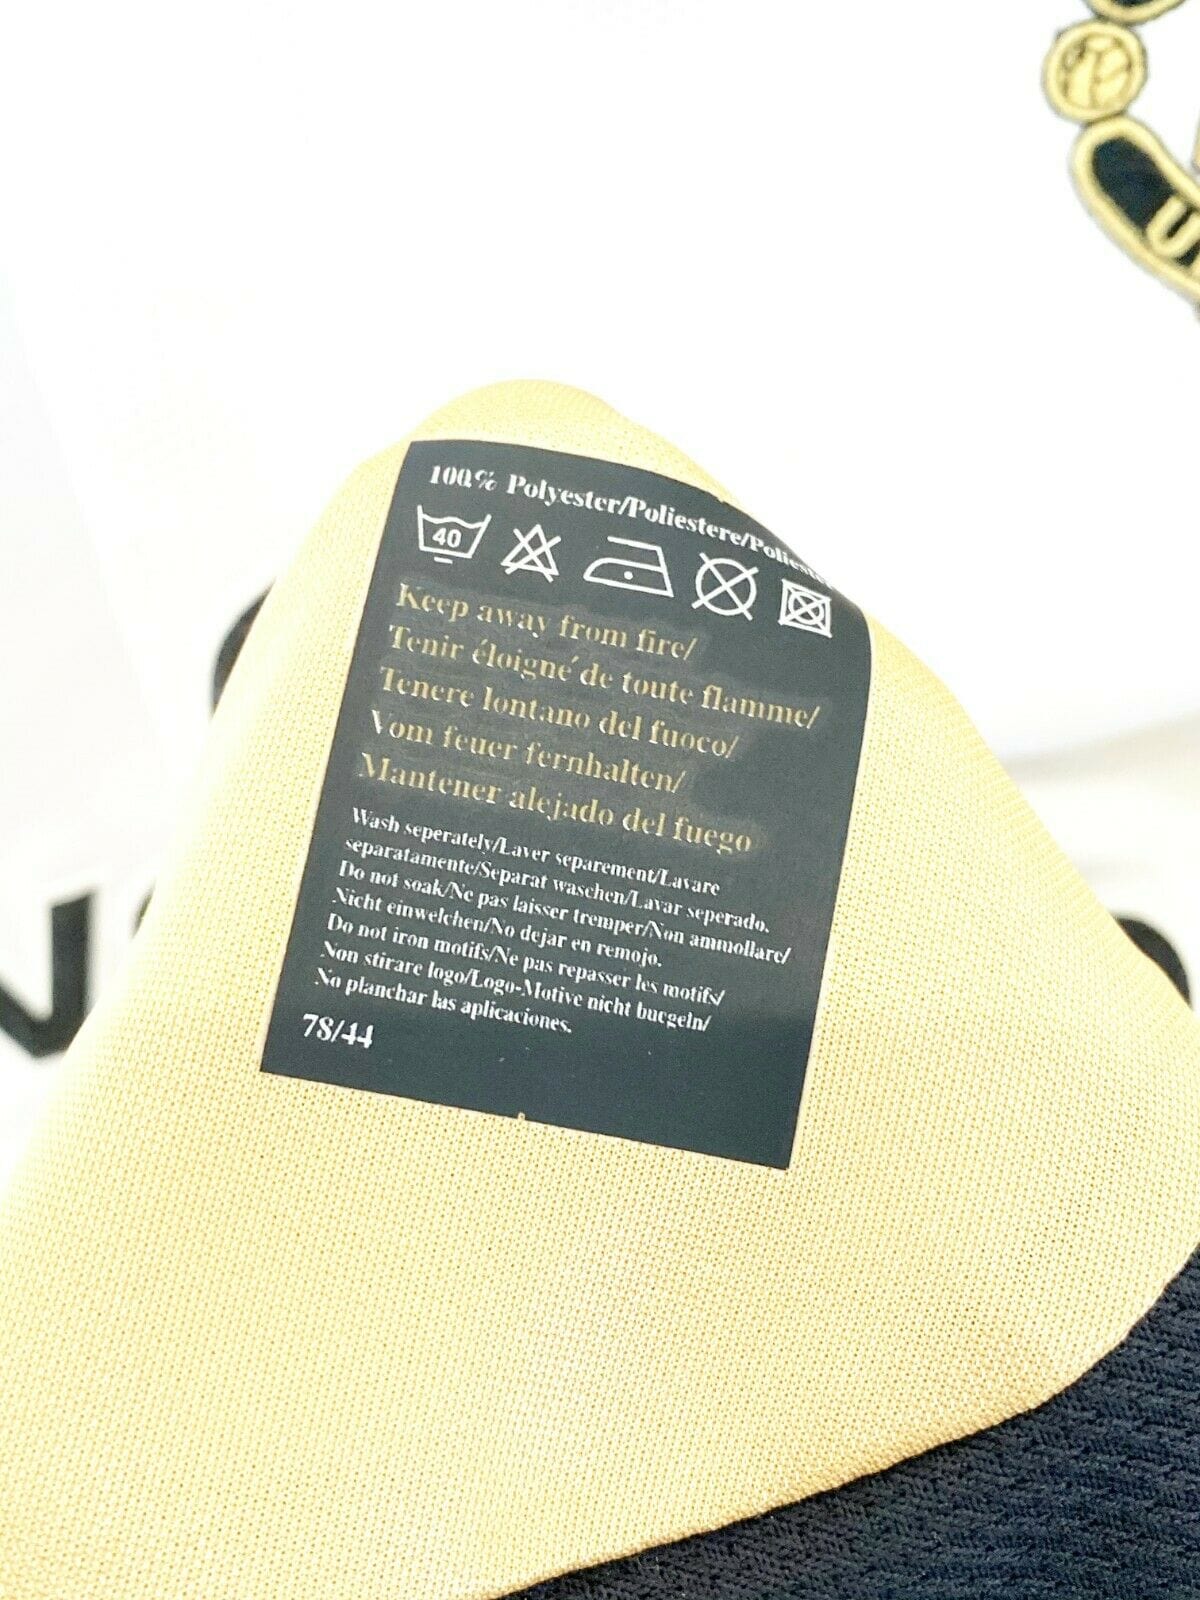 U
100% Polyester/Poliestere/Poliester
40
Keep away from fire/
Tenir éloigné de toute flamme/
Tenere lontano del fuoco/
Vom feuer fernhalten/
Mantener alejado del fuego
Wash seperately/Laver separement/Lavare
separatamente/Separat waschen/Lavar seperado.
Do not soak/Ne pas laisser tremper/Non ammollare/
Nicht einwelchen/No dejar en remojo.
Do not iron motifs/Ne pas repasser les motifs/
Non stirare logo/Logo-Motive nicht bucgeln/
No planchar las aplicaciones.
78/44